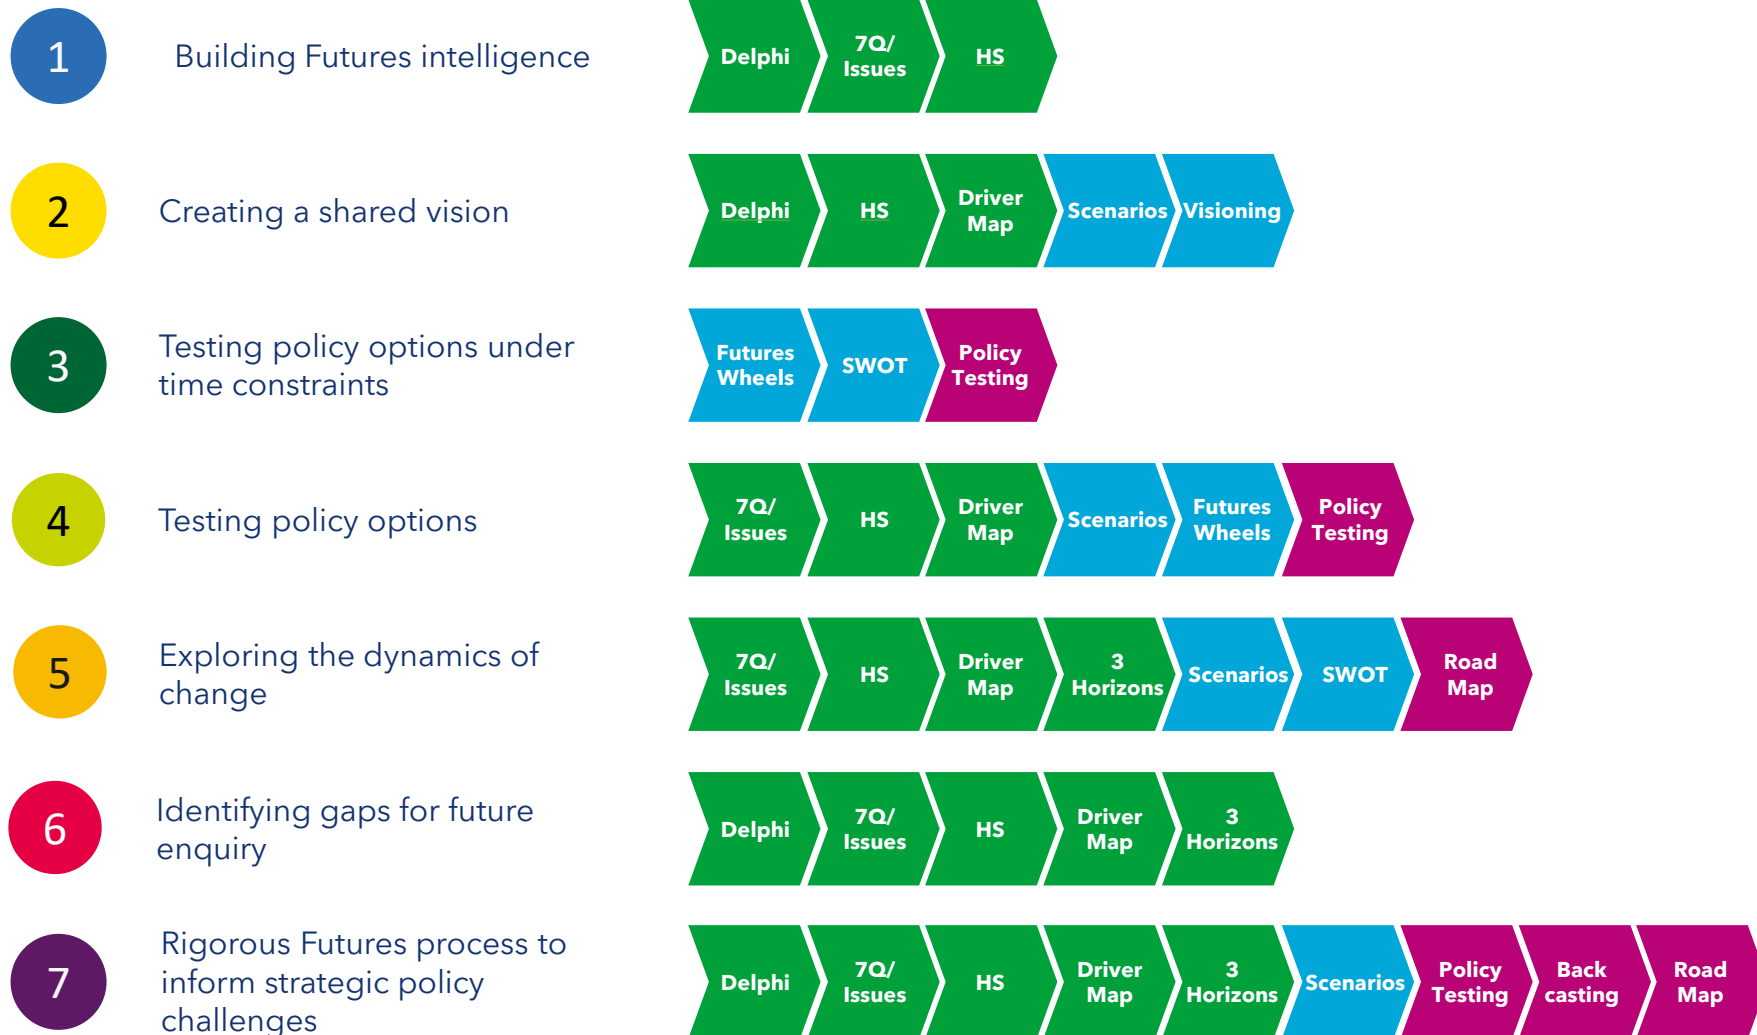 1
Building Futures intelligence
Delphi
7Q/
Issues
HS
2
Creating a shared vision
Delphi
HS
Driver
Map
Scenarios
Visioning
3
Testing policy options under
time constraints
Futures
Wheels
SWOT
Policy
Testing
4
Testing policy options
7Q/
Issues
HS
Driver
Map
Scenarios
Futures
Wheels
Policy
Testing
5
Exploring the dynamics of
change
7Q/
Issues
HS
Driver
Map
3
Horizons
Scenarios
SWOT
Road
Map
6
Identifying gaps for future
enquiry
Delphi
7Q/
Issues
HS
Driver
Map
3
Horizons
7
Rigorous Futures process to
inform strategic policy
challenges
Delphi
7Q/
Issues
HS
Driver
Map
3
Horizons
Scenarios
Policy
Testing
Back
casting
Road
Map